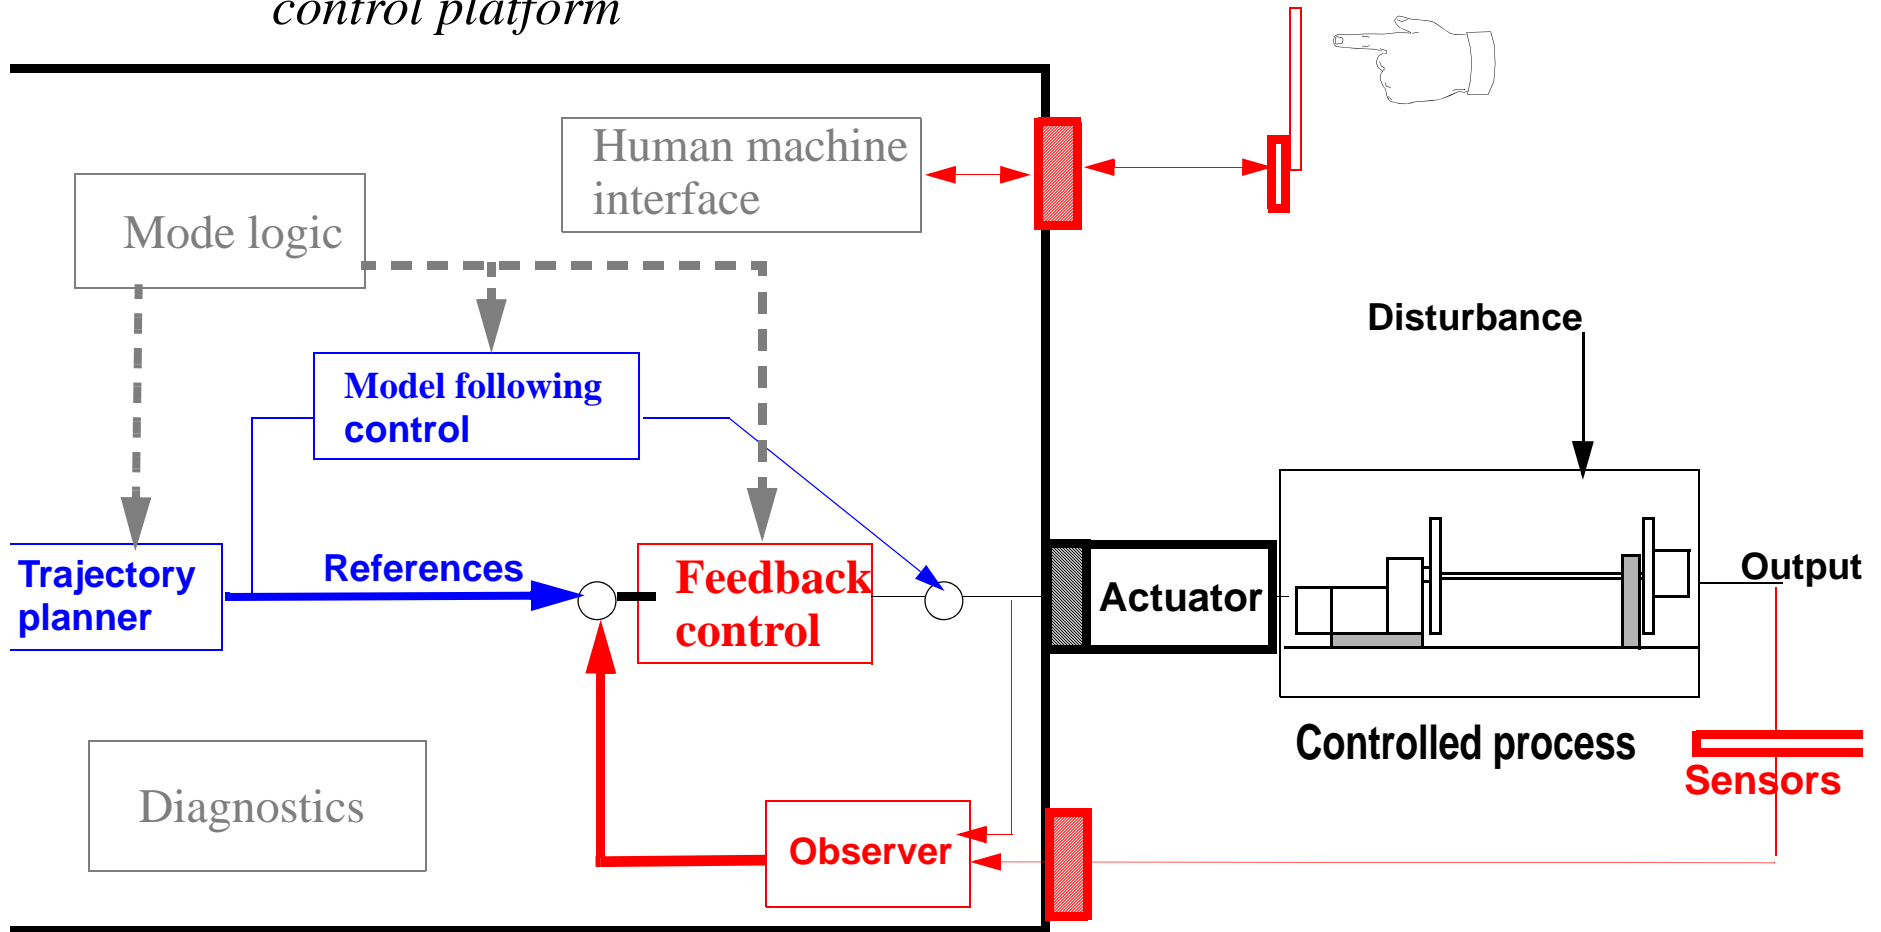 control platform
Human machine
interface
Mode logic
Disturbance
Model following
control
Trajectory
planner
References
Feedback
control
Actuator
Output
Controlled process
Sensors
Diagnostics
Observer